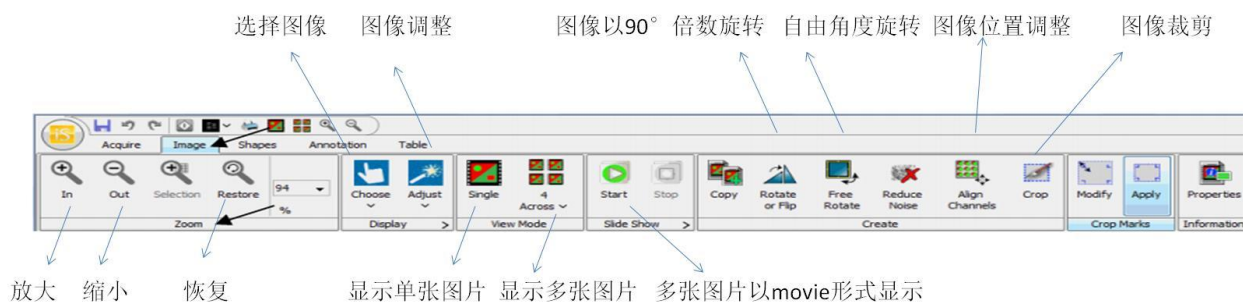 选择图像 图像调整 图像以90°倍数旋转 自由角度旋转 图像位置调整 图像裁剪
iS
Acquire Image Shapes Annotation Table
In Out Selection Restore 94 % Choose Adjust Single 4 Across Start Stop Copy Rotate or Flip Free Rotate Reduce Noise Align Channels Crop Modify Apply Properties
Zoom Display > View Mode Slide Show > Create Crop Marks Information
放大 缩小 恢复 显示单张图片 显示多张图片 多张图片以movie形式显示